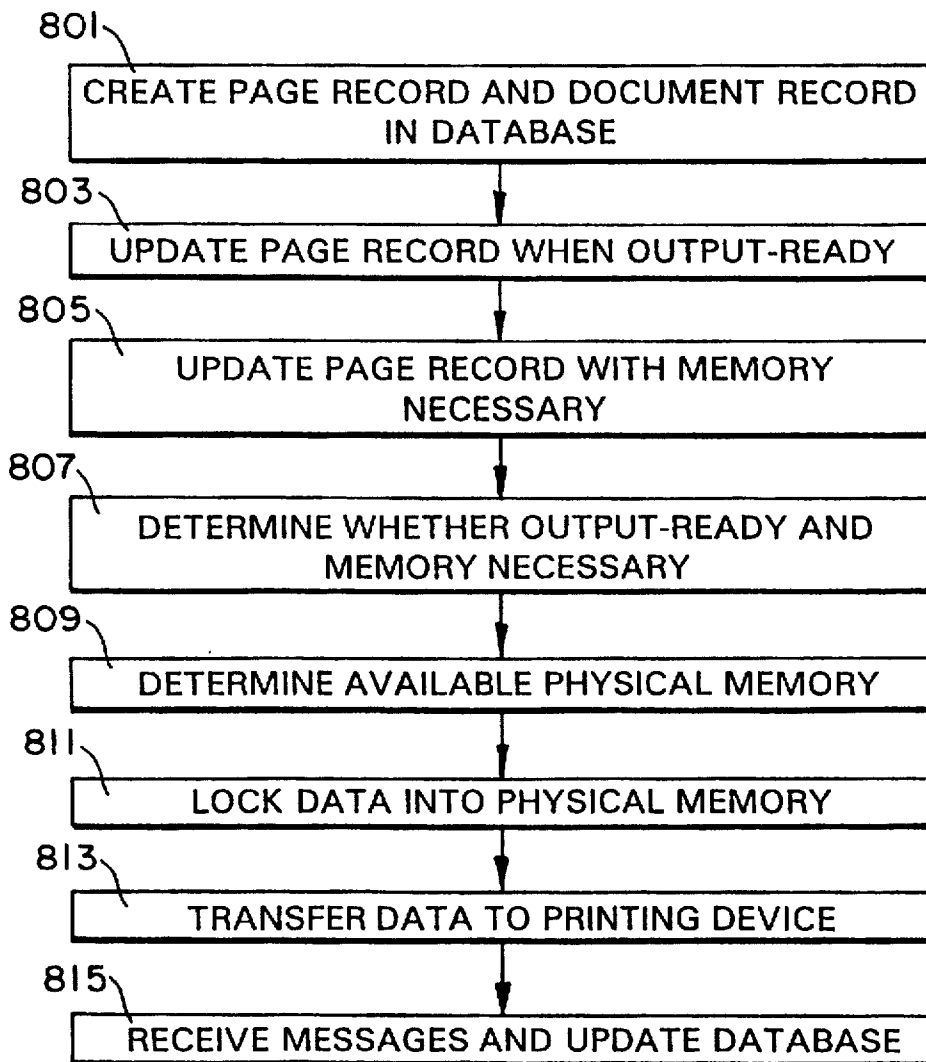 801
CREATE PAGE RECORD AND DOCUMENT RECORD
IN DATABASE
803
UPDATE PAGE RECORD WHEN OUTPUT-READY
805
UPDATE PAGE RECORD WITH MEMORY
NECESSARY
807
DETERMINE WHETHER OUTPUT-READY AND
MEMORY NECESSARY
809
DETERMINE AVAILABLE PHYSICAL MEMORY
811
LOCK DATA INTO PHYSICAL MEMORY
813
TRANSFER DATA TO PRINTING DEVICE
815
RECEIVE MESSAGES AND UPDATE DATABASE